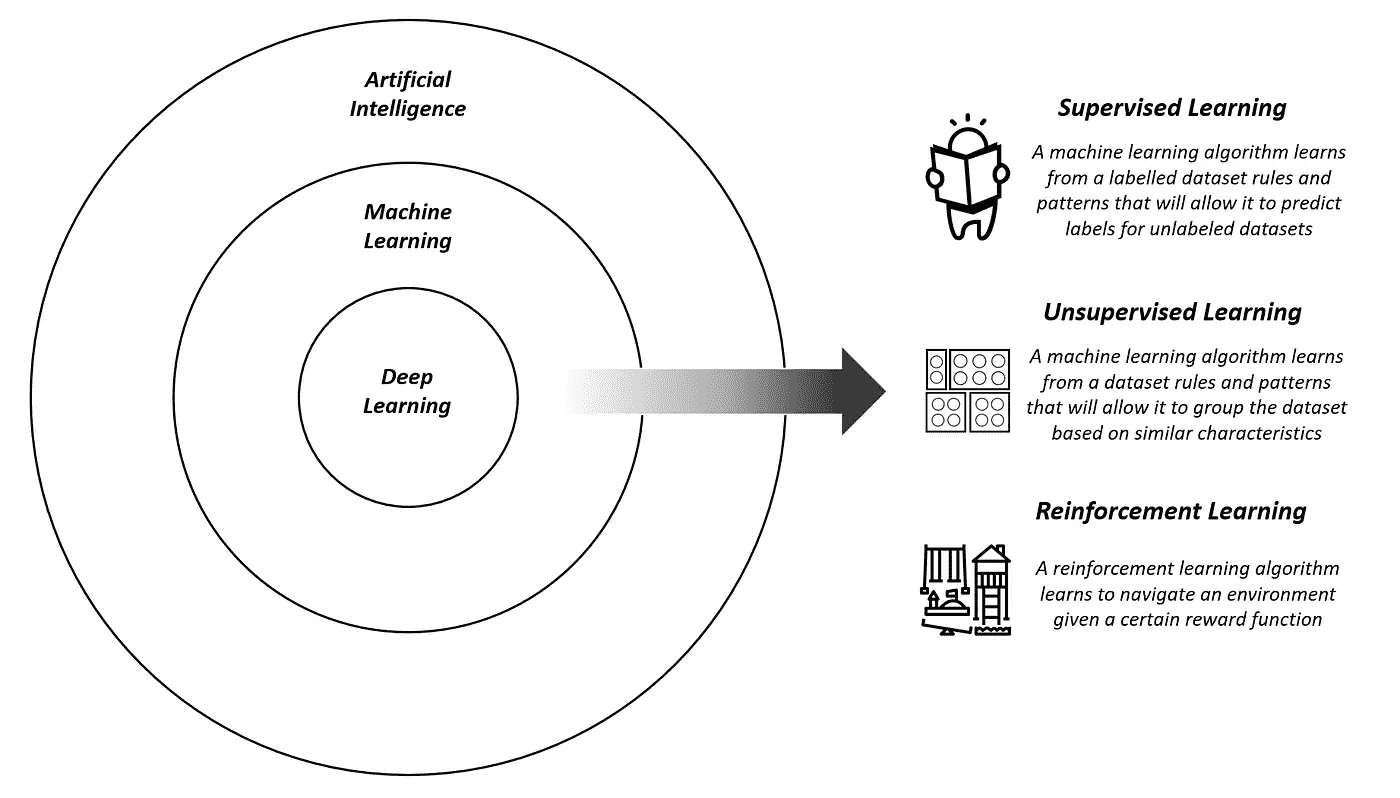 Artificial
Intelligence
Machine
Learning
Deep
Learning
Supervised Learning
A machine learning algorithm learns
from a labelled dataset rules and
patterns that will allow it to predict
labels for unlabeled datasets
Unsupervised Learning
A machine learning algorithm learns
from a dataset rules and patterns
that will allow it to group the dataset
based on similar characteristics
Reinforcement Learning
A reinforcement learning algorithm
learns to navigate an environment
given a certain reward function